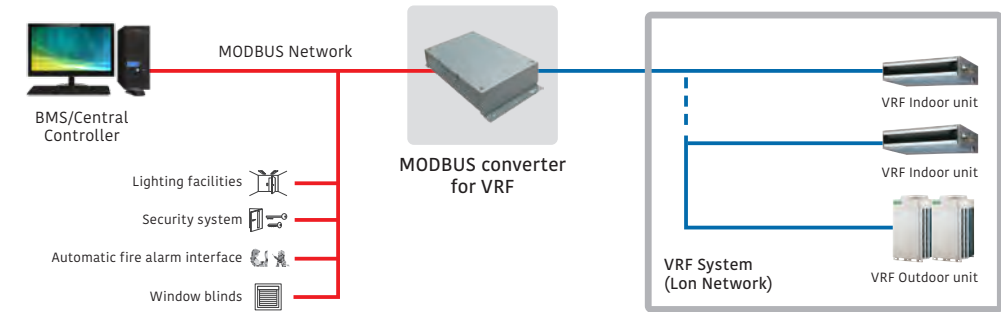 MODBUS Network
BMS/Central
Controller
Lighting facilities
Security system
Automatic fire alarm interface
Window blinds
MODBUS converter
for VRF
VRF Indoor unit
VRF Indoor unit
VRF Outdoor unit
VRF System
(Lon Network)